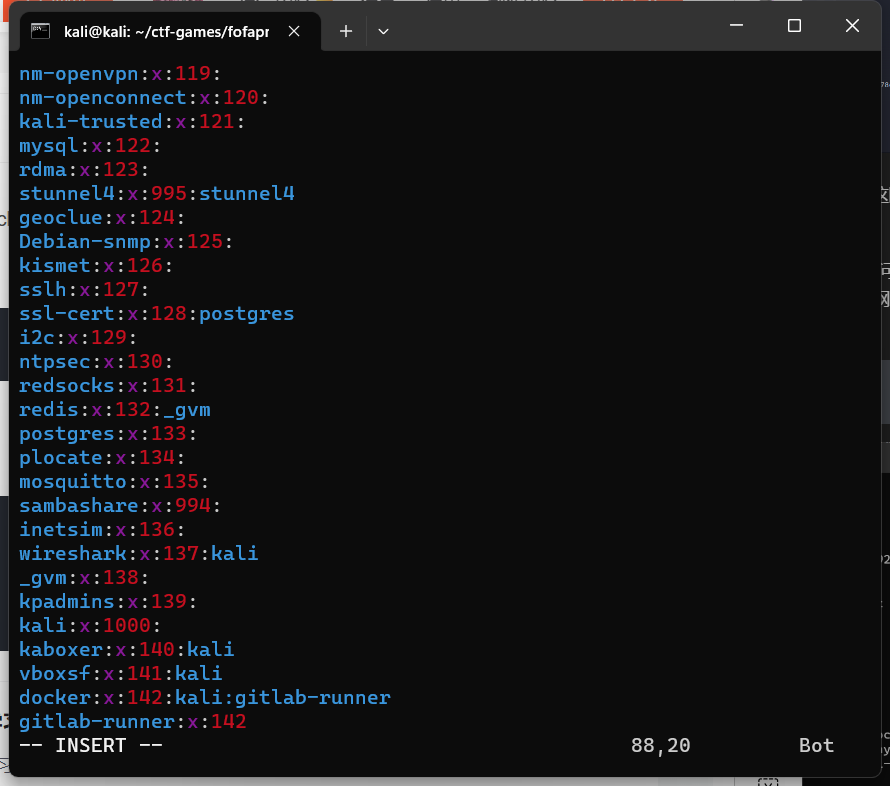 kali@kali: ~/ctf-games/fofapr
nm-openvpn:x:119:
nm-openconnect:x:120:
kali-trusted:x:121:
mysql:x:122:
rdma:x:123:
stunnel4:x:995:stunnel4
geoclue:x:124:
Debian-snmp:x:125:
kismet:x:126:
sslh:x:127:
ssl-cert:x:128:postgres
i2c:x:129:
ntpsec:x:130:
redsocks:x:131:
redis:x:132:_gvm
postgres:x:133:
plocate:x:134:
mosquitto:x:135:
sambashare:x:994:
inetsim:x:136:
wireshark:x:137:kali
_gvm:x:138:
kpadmins:x:139:
kali:x:1000:
kaboxer:x:140:kali
vboxsf:x:141:kali
docker:x:142:kali:gitlab-runner
gitlab-runner:x:142
-- INSERT -- 88,20 Bot